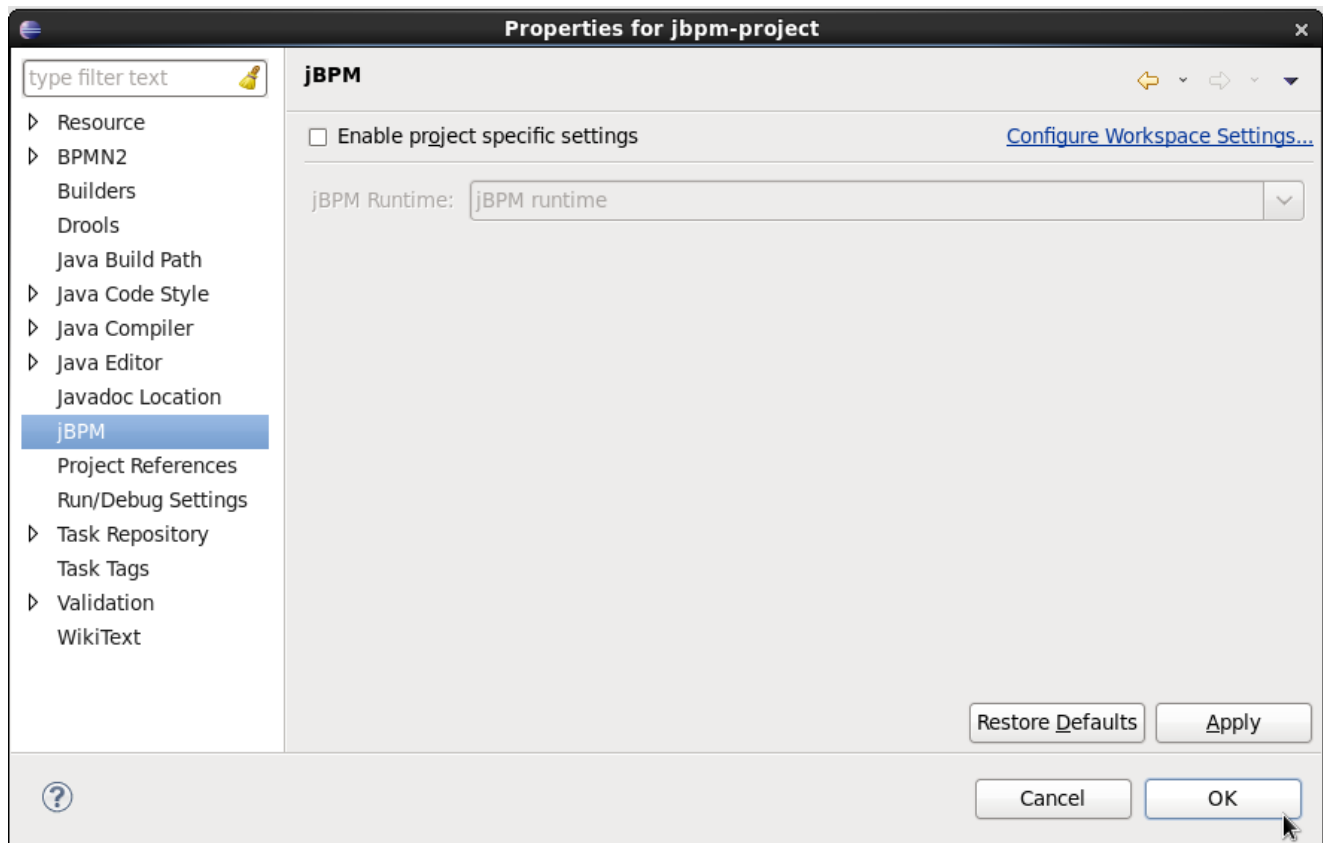 Properties for jbpm-project
type filter text
Resource
BPMN2
Builders
Drools
Java Build Path
Java Code Style
Java Compiler
Java Editor
Javadoc Location
jBPM
Project References
Run/Debug Settings
Task Repository
Task Tags
Validation
WikiText
jBPM
Enable project specific settings
Configure Workspace Settings...
jBPM Runtime: jBPM runtime
Restore Defaults
Apply
?
Cancel
OK